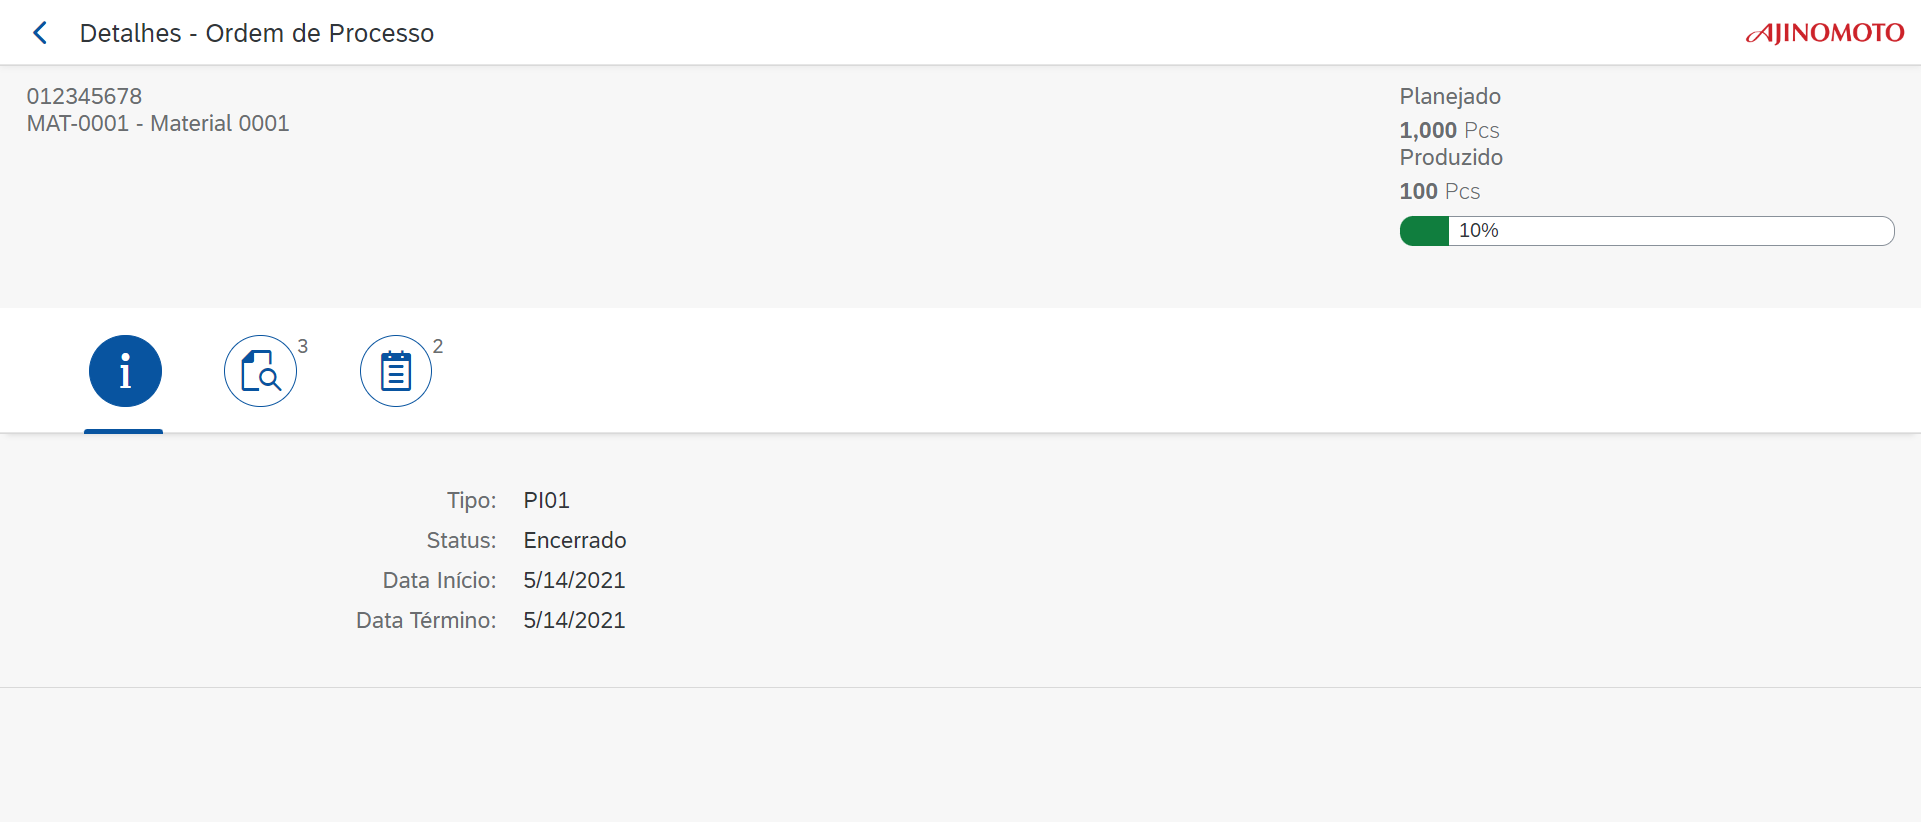 Detalhes - Ordem de Processo
AJINOMOTO
012345678
MAT-0001 - Material 0001
Planejado
1,000 Pcs
Produzido
100 Pcs
10%
3
2
Tipo: PI01
Status: Encerrado
Data Início: 5/14/2021
Data Término: 5/14/2021